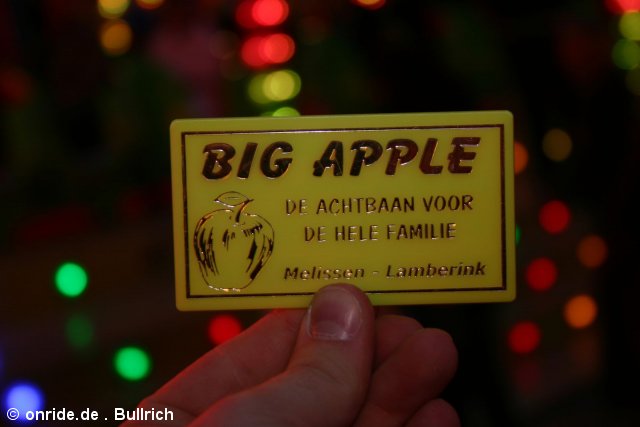 BIG APPLE
DE ACHTBAAN VOOR
DE HELE FAMILIE
Melissen - Lamberink
© onride.de . Bullrich